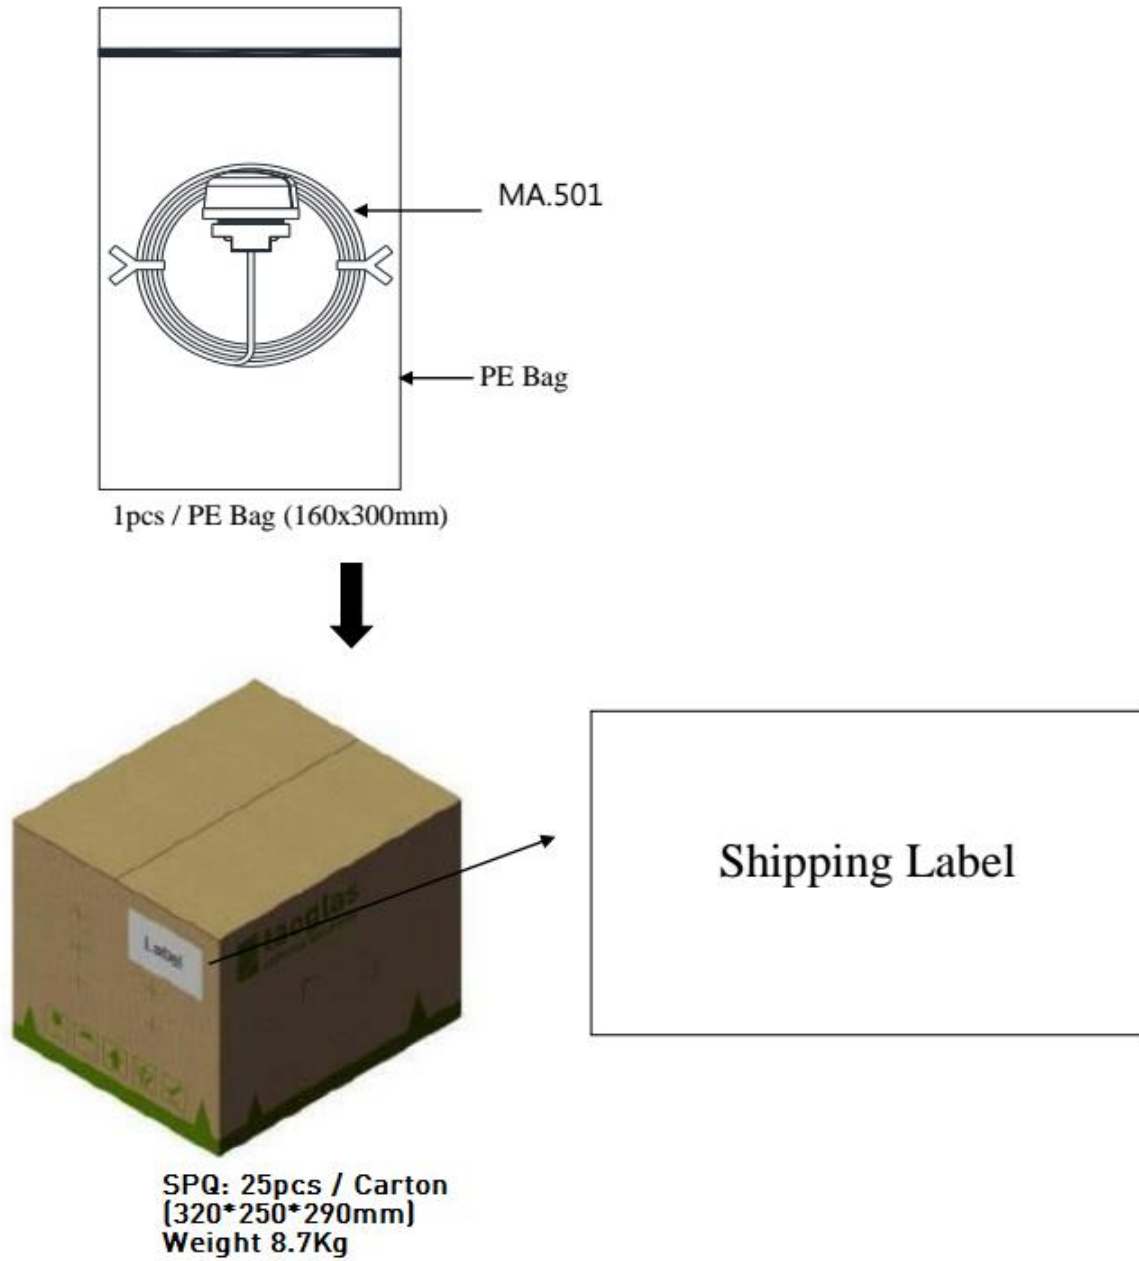 MA.501
PE Bag
1pcs / PE Bag (160x300mm)
Shipping Label
Label
taoglas
SPQ: 25pcs / Carton
(320*250*290mm)
Weight 8.7Kg